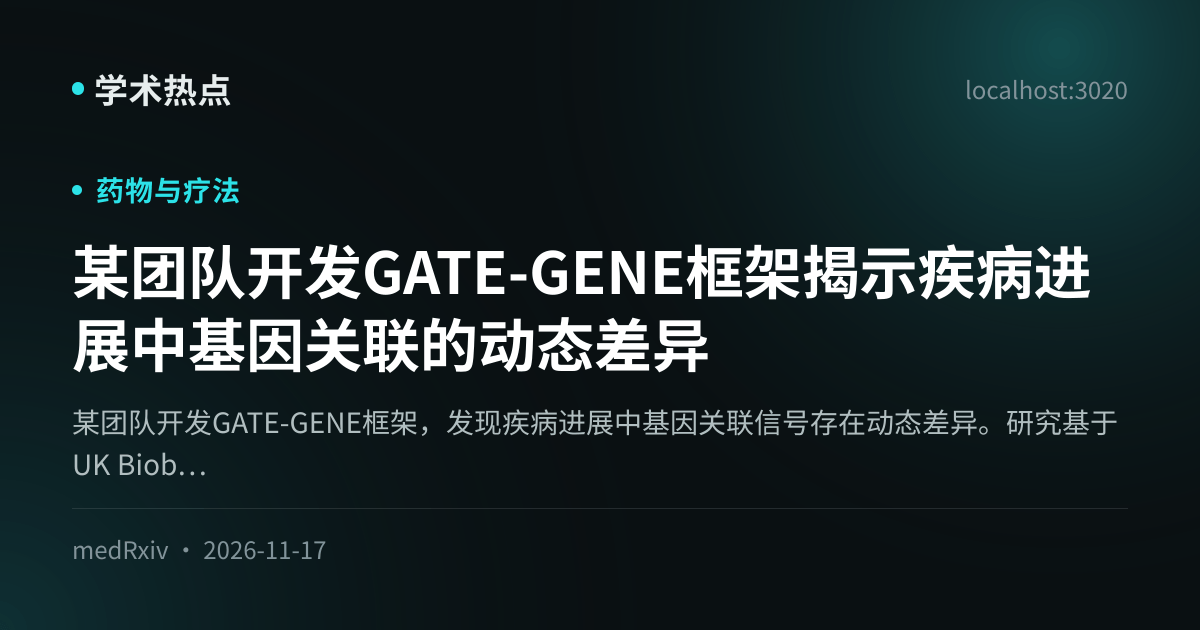 学术热点
localhost:3020
药物与疗法
某团队开发GATE-GENE框架揭示疾病进
展中基因关联的动态差异
某团队开发GATE-GENE框架，发现疾病进展中基因关联信号存在动态差异。研究基于
UK Biob…
medRxiv • 2026-11-17